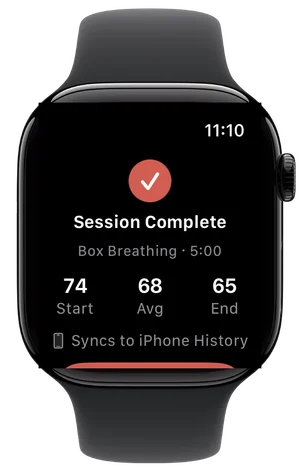 11:10
Session Complete
Box Breathing · 5:00
74 68 65
Start Avg End
Syncs to iPhone History